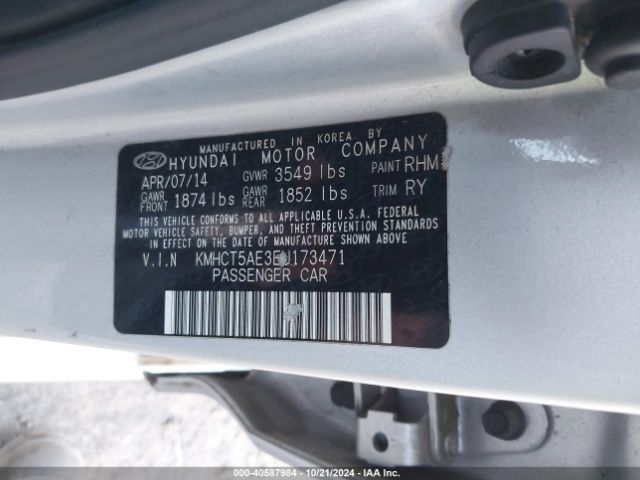 MANUFACTURED IN KOREA BY
HYUNDAI MOTOR COMPANY
APR/07/14 GVWR 3549 lbs PAINT RHM
GAWR FRONT 1874 lbs GAWR REAR 1852 lbs TRIM RY
THIS VEHICLE CONFORMS TO ALL APPLICABLE U.S.A. FEDERAL
MOTOR VEHICLE SAFETY, BUMPER, AND THEFT PREVENTION STANDARDS
IN EFFECT ON THE DATE OF MANUFACTURE SHOWN ABOVE.
V.I.N KMHCT5AE3EU173471
PASSENGER CAR
000-40587984 - 10/21/2024 - IAA Inc.